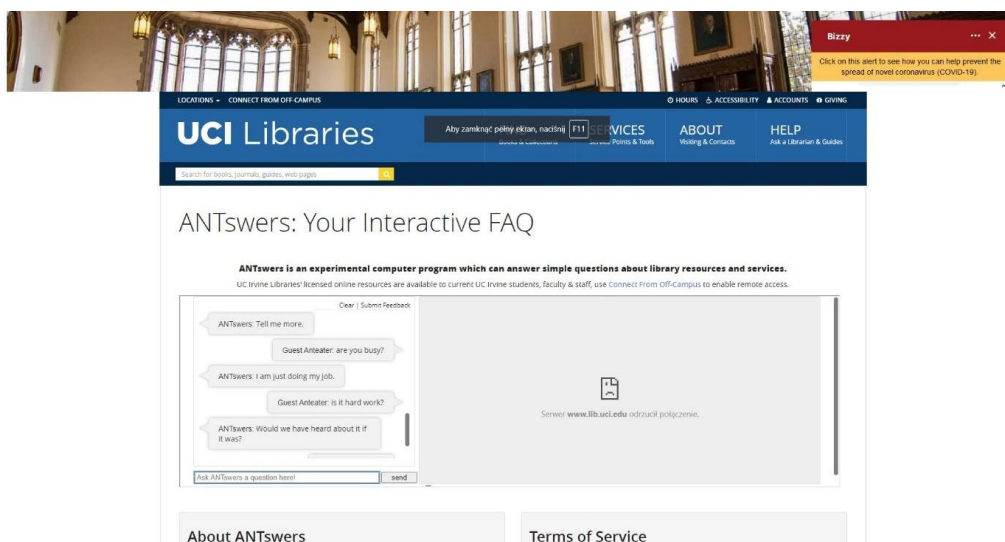 Bizzy
Click on this alert to see how you can help prevent the
spread of novel coronavirus (COVID-19).
LOCATIONS CONNECT FROM OFF-CAMPUS
HOURS ACCESSIBILITY ACCOUNTS GIVING
UCI Libraries
Aby zamknąć pełny ekran, naciśnij F11
SERVICES
Service Points & Tools
ABOUT
Visiting & Contacts
HELP
Ask a Librarian & Guides
Search for books, journals, guides, web pages
ANTswers: Your Interactive FAQ
ANTswers is an experimental computer program which can answer simple questions about library resources and services.
UC Irvine Libraries' licensed online resources are available to current UC Irvine students, faculty & staff, use Connect From Off-Campus to enable remote access.
Clear | Submit Feedback
ANTswers: Tell me more.
Guest Anteater: are you busy?
ANTswers: I am just doing my job.
Guest Anteater: is it hard work?
ANTswers: Would we have heard about it if
it was?
Ask ANTswers a question here!
send
Serwer www.lib.uci.edu odrzucił połączenie.
About ANTswers
Terms of Service